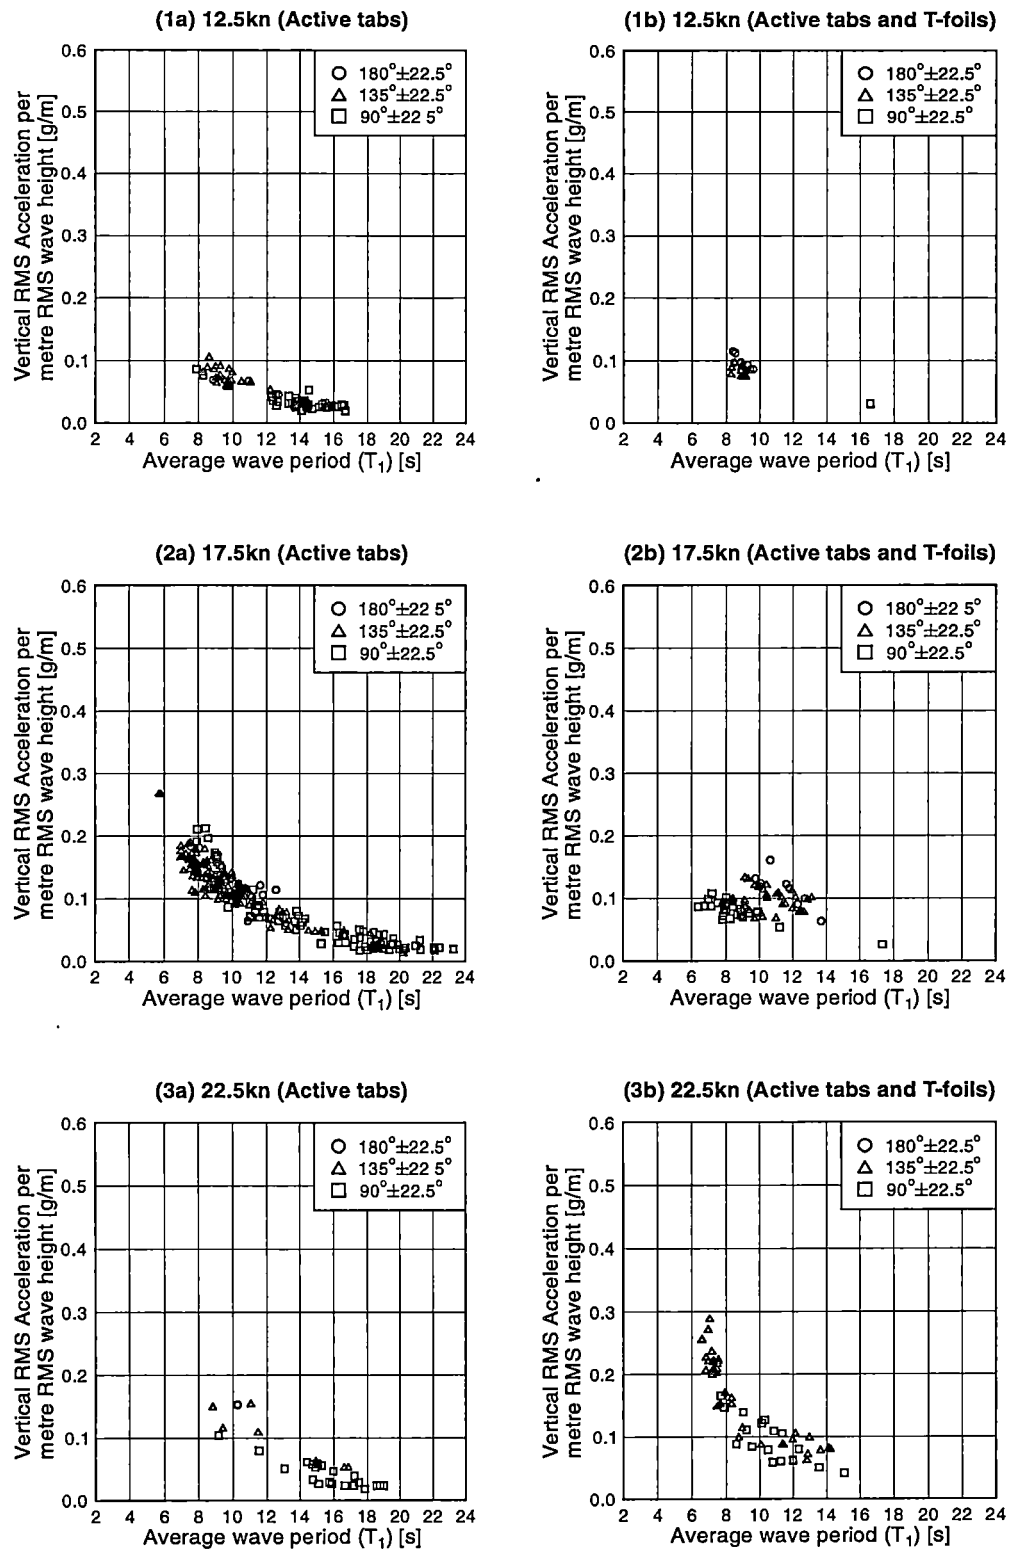 (1a) 12.5kn (Active tabs)
Vertical RMS Acceleration per
metre RMS wave height [g/m]
0.6
0.5
0.4
0.3
0.2
0.1
0.0
180°±22.5°
135°±22.5°
90°±22 5°
2 4 6 8 10 12 14 16 18 20 22 24
Average wave period (T₁) [s]
(1b) 12.5kn (Active tabs and T-foils)
Vertical RMS Acceleration per
metre RMS wave height [g/m]
0.6
0.5
0.4
0.3
0.2
0.1
0 0
180°±22.5°
135°±22.5°
90°±22.5°
2 4 6 8 10 12 14 16 18 20 22 24
Average wave period (T₁) [s]
(2a) 17.5kn (Active tabs)
Vertical RMS Acceleration per
metre RMS wave height [g/m]
0.6
0.5
0.4
0.3
0.2
0.1
0.0
180°±22 5°
135°±22.5°
90°±22.5°
2 4 6 8 10 12 14 16 18 20 22 24
Average wave period (T₁) [s]
(2b) 17.5kn (Active tabs and T-foils)
Vertical RMS Acceleration per
metre RMS wave height [g/m]
0.6
0.5
0.4
0.3
0.2
0.1
0.0
180°±22 5°
135°±22.5°
90°±22.5°
2 4 6 8 10 12 14 16 18 20 22 24
Average wave period (T₁) [s]
(3a) 22.5kn (Active tabs)
Vertical RMS Acceleration per
metre RMS wave height [g/m]
0.6
0.5
0.4
0.3
0.2
0.1
0.0
180°±22.5°
135°±22 5°
90°±22.5°
2 4 6 8 10 12 14 16 18 20 22 24
Average wave period (T₁) [s]
(3b) 22.5kn (Active tabs and T-foils)
Vertical RMS Acceleration per
metre RMS wave height [g/m]
0.6
0.5
0.4
0.3
0.2
0.1
0.0
180°±22.5°
135°±22.5°
90°±22.5°
2 4 6 8 10 12 14 16 18 20 22 24
Average wave period (T₁) [s]